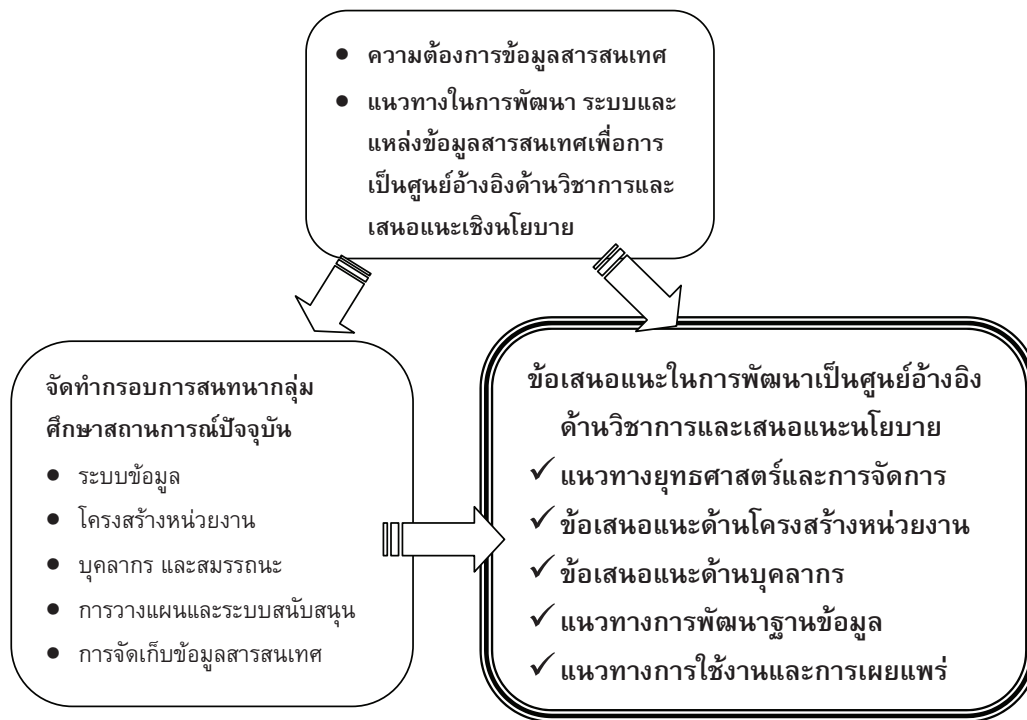 ● ความต้องการข้อมูลสารสนเทศ
● แนวทางในการพัฒนา ระบบและ
แหล่งข้อมูลสารสนเทศเพื่อการ
เป็นศูนย์อ้างอิงด้านวิชาการและ
เสนอแนะเชิงนโยบาย
จัดทำกรอบการสนทนากลุ่ม
ศึกษาสถานการณ์ปัจจุบัน
● ระบบข้อมูล
● โครงสร้างหน่วยงาน
● บุคลากร และสมรรถนะ
● การวางแผนและระบบสนับสนุน
● การจัดเก็บข้อมูลสารสนเทศ
ข้อเสนอแนะในการพัฒนาเป็นศูนย์อ้างอิง
ด้านวิชาการและเสนอแนะนโยบาย
✓ แนวทางยุทธศาสตร์และการจัดการ
✓ ข้อเสนอแนะด้านโครงสร้างหน่วยงาน
✓ ข้อเสนอแนะด้านบุคลากร
✓ แนวทางการพัฒนาฐานข้อมูล
✓ แนวทางการใช้งานและการเผยแพร่